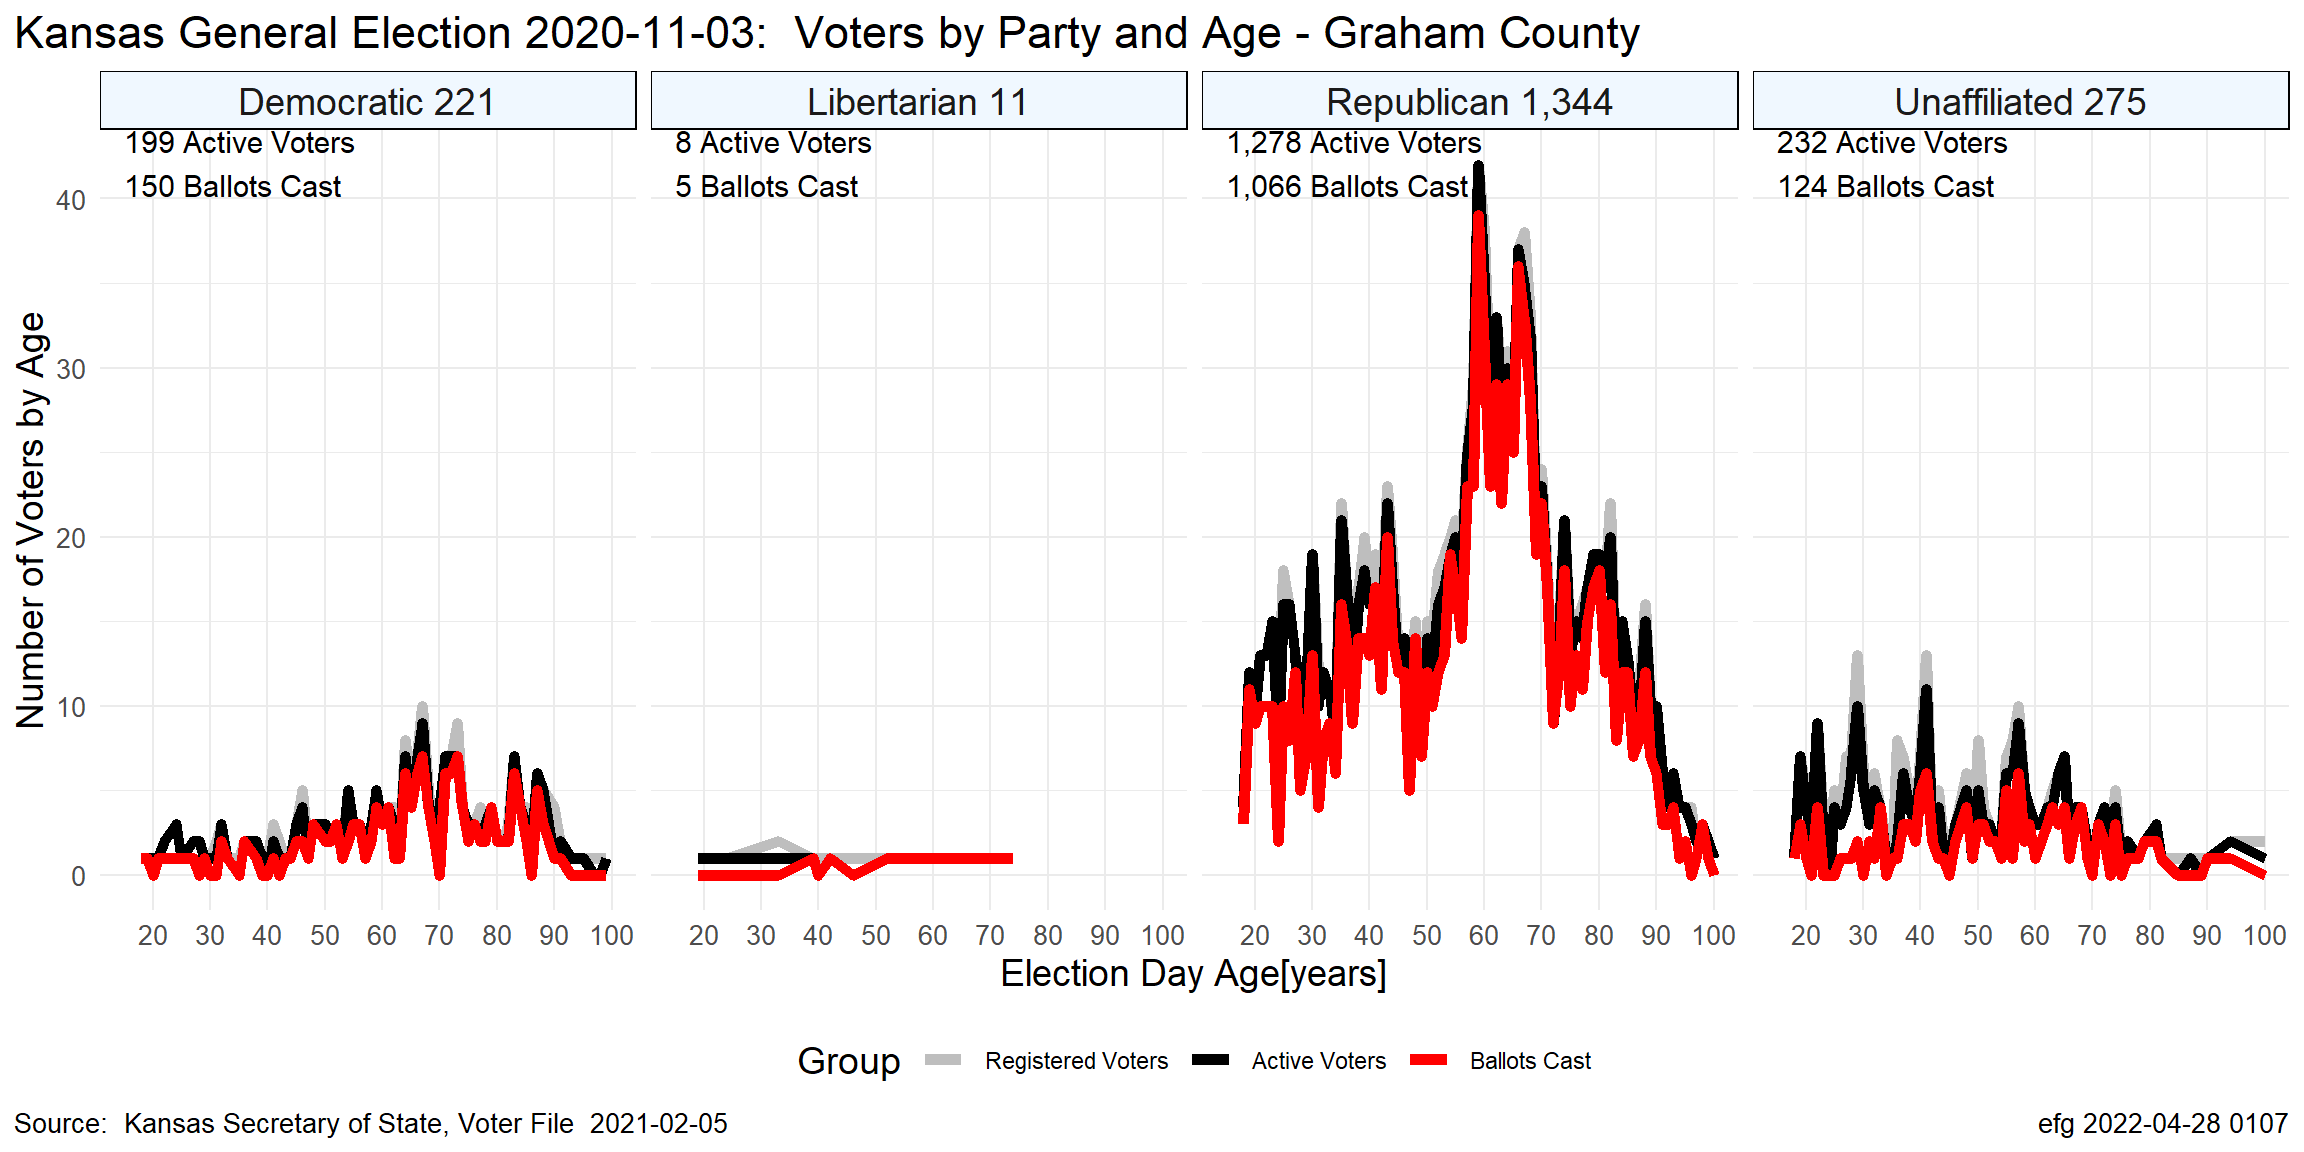 Kansas General Election 2020-11-03:  Voters by Party and Age - Graham County
Democratic 221
Libertarian 11
Republican 1,344
Unaffiliated 275
199 Active Voters
150 Ballots Cast
8 Active Voters
5 Ballots Cast
1,278 Active Voters
1,066 Ballots Cast
232 Active Voters
124 Ballots Cast
Number of Voters by Age
40
30
20
10
0
20 30 40 50 60 70 80 90 100
20 30 40 50 60 70 80 90 100
20 30 40 50 60 70 80 90 100
20 30 40 50 60 70 80 90 100
Election Day Age[years]
Group Registered Voters Active Voters Ballots Cast
Source:  Kansas Secretary of State, Voter File  2021-02-05
efg 2022-04-28 0107